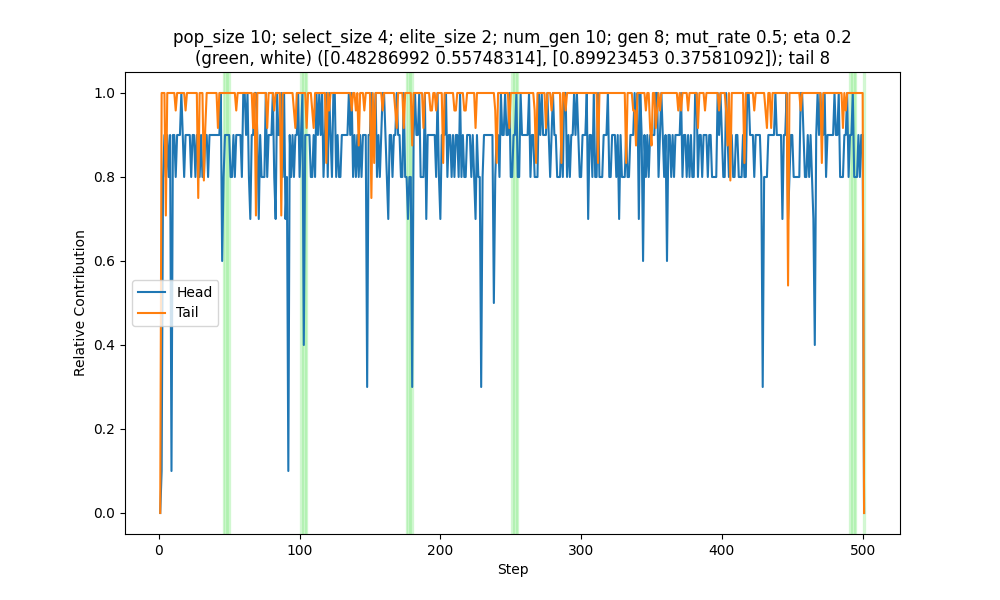 pop_size 10; select_size 4; elite_size 2; num_gen 10; gen 8; mut_rate 0.5; eta 0.2
(green, white) ([0.48286992 0.55748314], [0.89923453 0.37581092]); tail 8
1.0
0.8
0.6
0.4
0.2
0.0
Relative Contribution
Head
Tail
0
100
200
300
400
500
Step